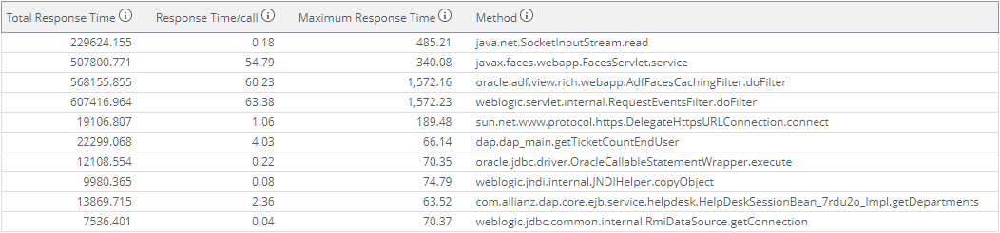 Total Response Time Response Time/call Maximum Response Time Method
229624.155 0.18 485.21 java.net.SocketInputStream.read
507800.771 54.79 340.08 javax.faces.webapp.FacesServlet.service
568155.855 60.23 1,572.16 oracle.adf.view.rich.webapp.AdfFacesCachingFilter.doFilter
607416.964 63.38 1,572.23 weblogic.servlet.internal.RequestEventsFilter.doFilter
19106.807 1.06 189.48 sun.net.www.protocol.https.DelegateHttpsURLConnection.connect
22299.068 4.03 66.14 dap.dap_main.getTicketCountEndUser
12108.554 0.22 70.35 oracle.jdbc.driver.OracleCallableStatementWrapper.execute
9980.365 0.08 74.79 weblogic.jndi.internal.JNDIHelper.copyObject
13869.715 2.36 63.52 com.allianz.dap.core.ejb.service.helpdesk.HelpDeskSessionBean_7rdu2o_Impl.getDepartments
7536.401 0.04 70.37 weblogic.jdbc.common.internal.RmiDataSource.getConnection